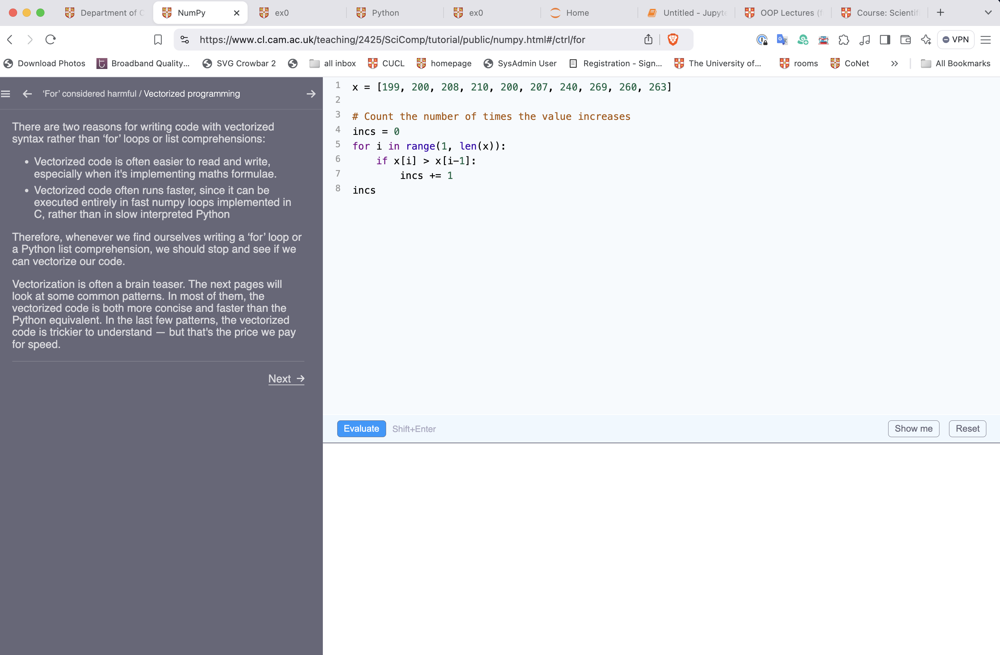 Department of
NumPy
ex0
Python
ex0
Home
Untitled - Jupyte
OOP Lectures (f
Course: Scientifi
https://www.cl.cam.ac.uk/teaching/2425/SciComp/tutorial/public/numpy.html#/ctrl/for
VPN
Download Photos
Broadband Quality...
SVG Crowbar 2
all inbox
CUCL
homepage
SysAdmin User
Registration - Sign...
The University of...
rooms
CoNet
All Bookmarks
‘For’ considered harmful / Vectorized programming
There are two reasons for writing code with vectorized
syntax rather than ‘for’ loops or list comprehensions:
• Vectorized code is often easier to read and write,
especially when it's implementing maths formulae.
• Vectorized code often runs faster, since it can be
executed entirely in fast numpy loops implemented in
C, rather than in slow interpreted Python
Therefore, whenever we find ourselves writing a ‘for’ loop or
a Python list comprehension, we should stop and see if we
can vectorize our code.
Vectorization is often a brain teaser. The next pages will
look at some common patterns. In most of them, the
vectorized code is both more concise and faster than the
Python equivalent. In the last few patterns, the vectorized
code is trickier to understand — but that's the price we pay
for speed.
Next →
1 x = [199, 200, 208, 210, 200, 207, 240, 269, 260, 263]
2
3 # Count the number of times the value increases
4 incs = 0
5 for i in range(1, len(x)):
6     if x[i] > x[i-1]:
7         incs += 1
8 incs
Evaluate
Shift+Enter
Show me
Reset